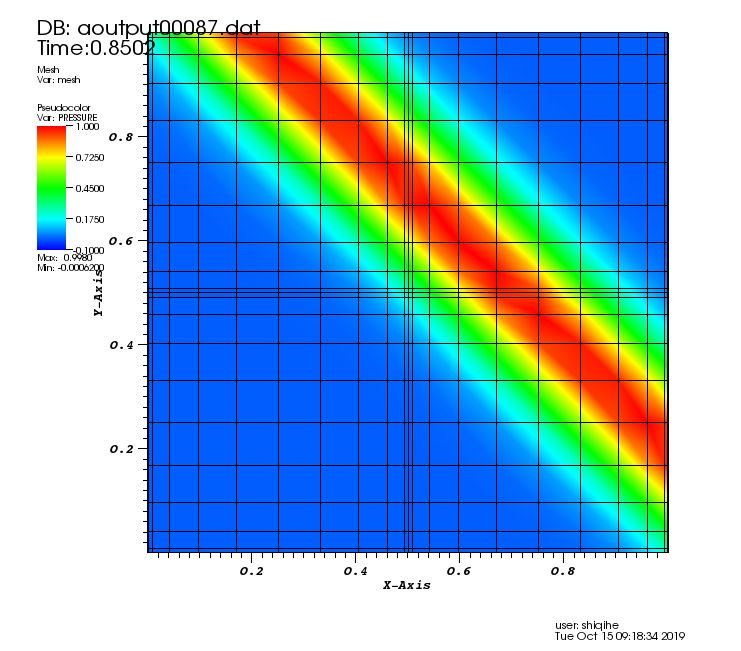 DB: aoutput00087.dat
Time:0.8502
Mesh
Var: mesh
Pseudocolor
Var: PRESSURE
1.000
0.7250
0.4500
0.1750
-0.1000
Max: 0.9980
Min: -0.0006200
Y-Axis
0.8
0.6
0.4
0.2
0.2 0.4 0.6 0.8
X-Axis
user: shiqihe
Tue Oct 15 09:18:34 2019